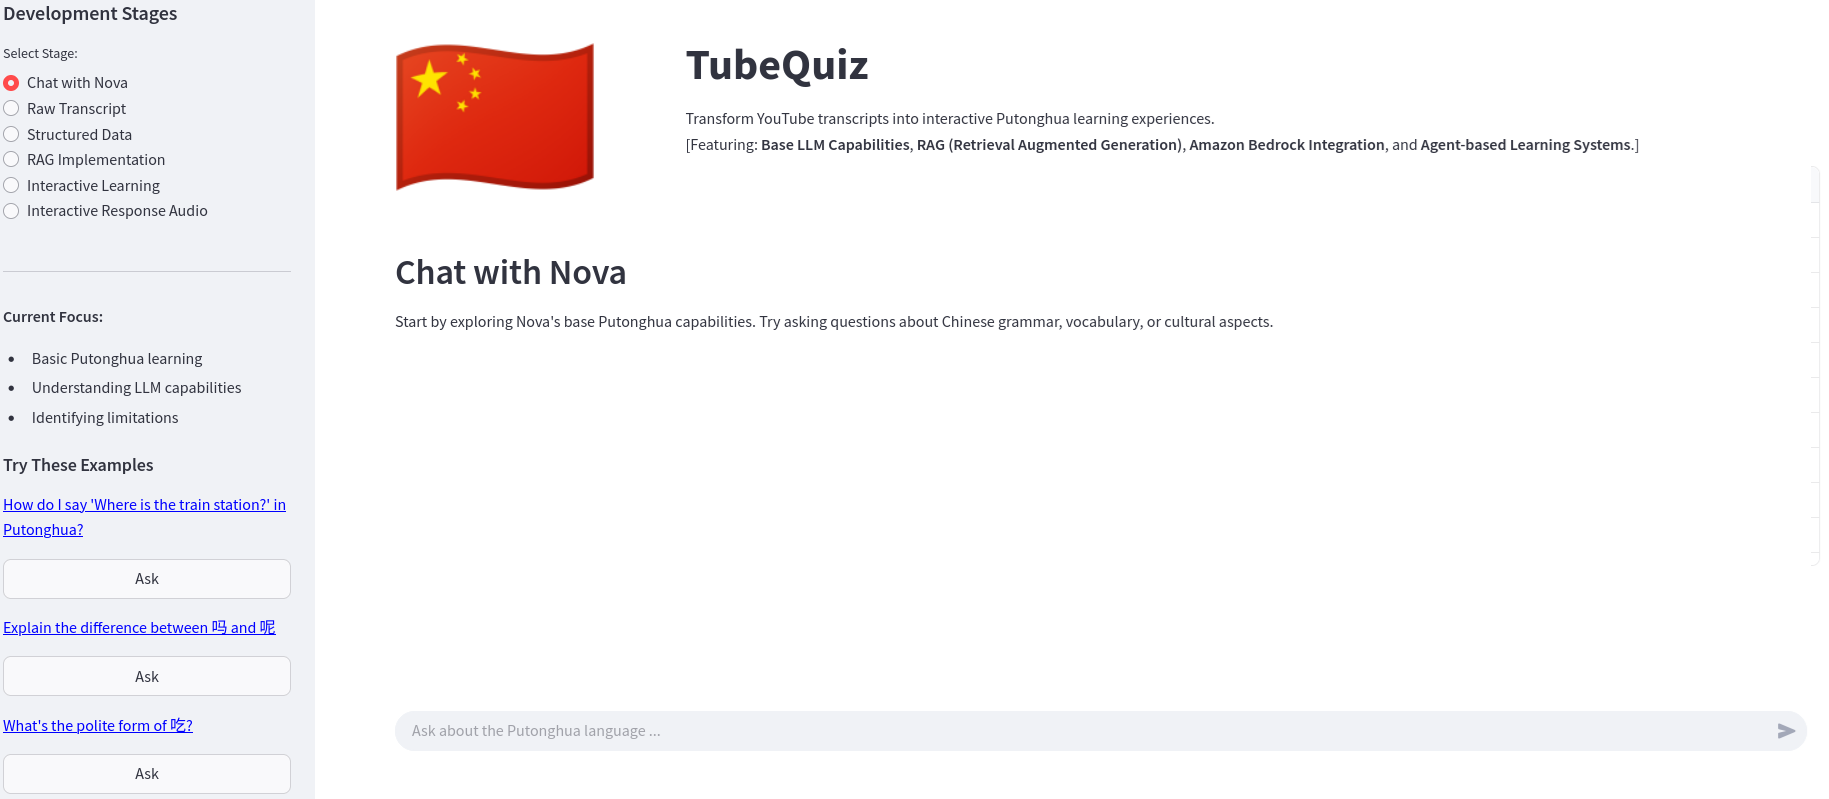 Development Stages
Select Stage:
Chat with Nova
Raw Transcript
Structured Data
RAG Implementation
Interactive Learning
Interactive Response Audio
Current Focus:
Basic Putonghua learning
Understanding LLM capabilities
Identifying limitations
Try These Examples
How do I say 'Where is the train station?' in
Putonghua?
Ask
Explain the difference between 吗 and 呢
Ask
What's the polite form of 吃?
Ask
TubeQuiz
Transform YouTube transcripts into interactive Putonghua learning experiences.
[Featuring: Base LLM Capabilities, RAG (Retrieval Augmented Generation), Amazon Bedrock Integration, and Agent-based Learning Systems.]
Chat with Nova
Start by exploring Nova's base Putonghua capabilities. Try asking questions about Chinese grammar, vocabulary, or cultural aspects.
Ask about the Putonghua language ...